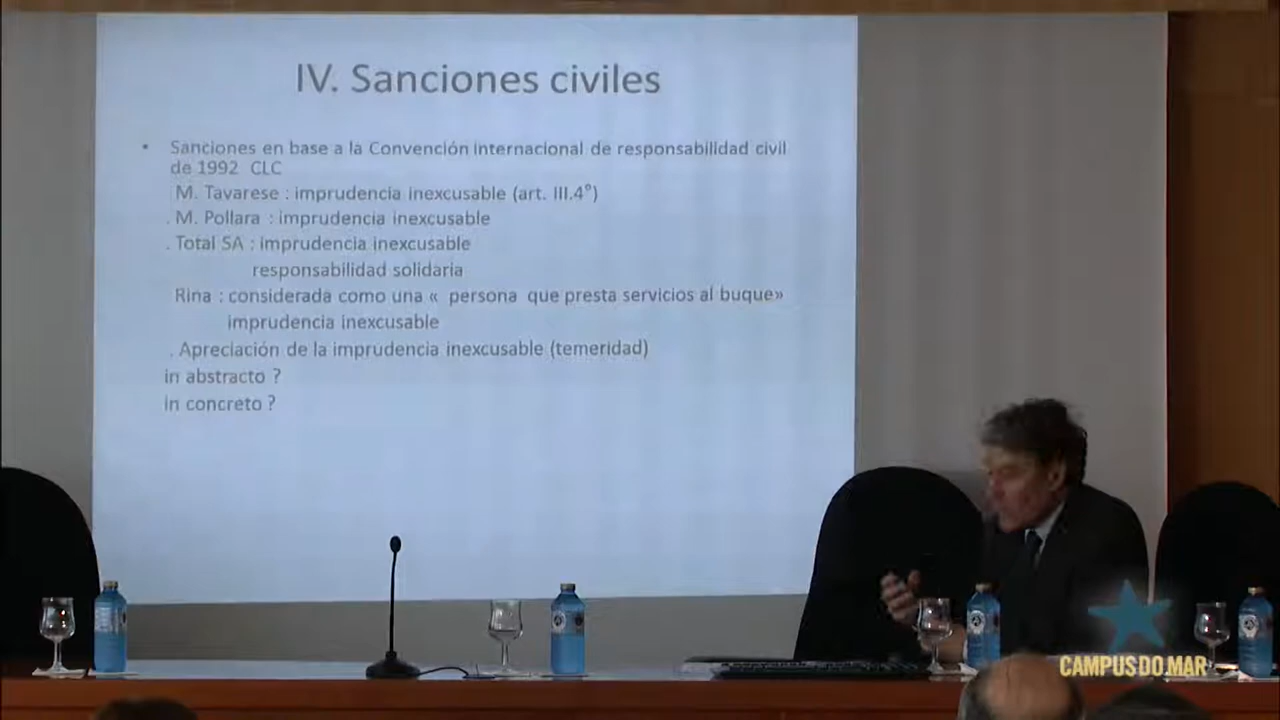 IV. Sanciones civiles
• Sanciones en base a la Convención internacional de responsabilidad civil
de 1992 CLC
M. Tavarese : imprudencia inexcusable (art. III.4º)
. M. Pollara : imprudencia inexcusable
. Total SA : imprudencia inexcusable
responsabilidad solidaria
Rina : considerada como una « persona que presta servicios al buque»
imprudencia inexcusable
. Apreciación de la imprudencia inexcusable (temeridad)
in abstracto ?
in concreto ?
CAMPUS DO MAR